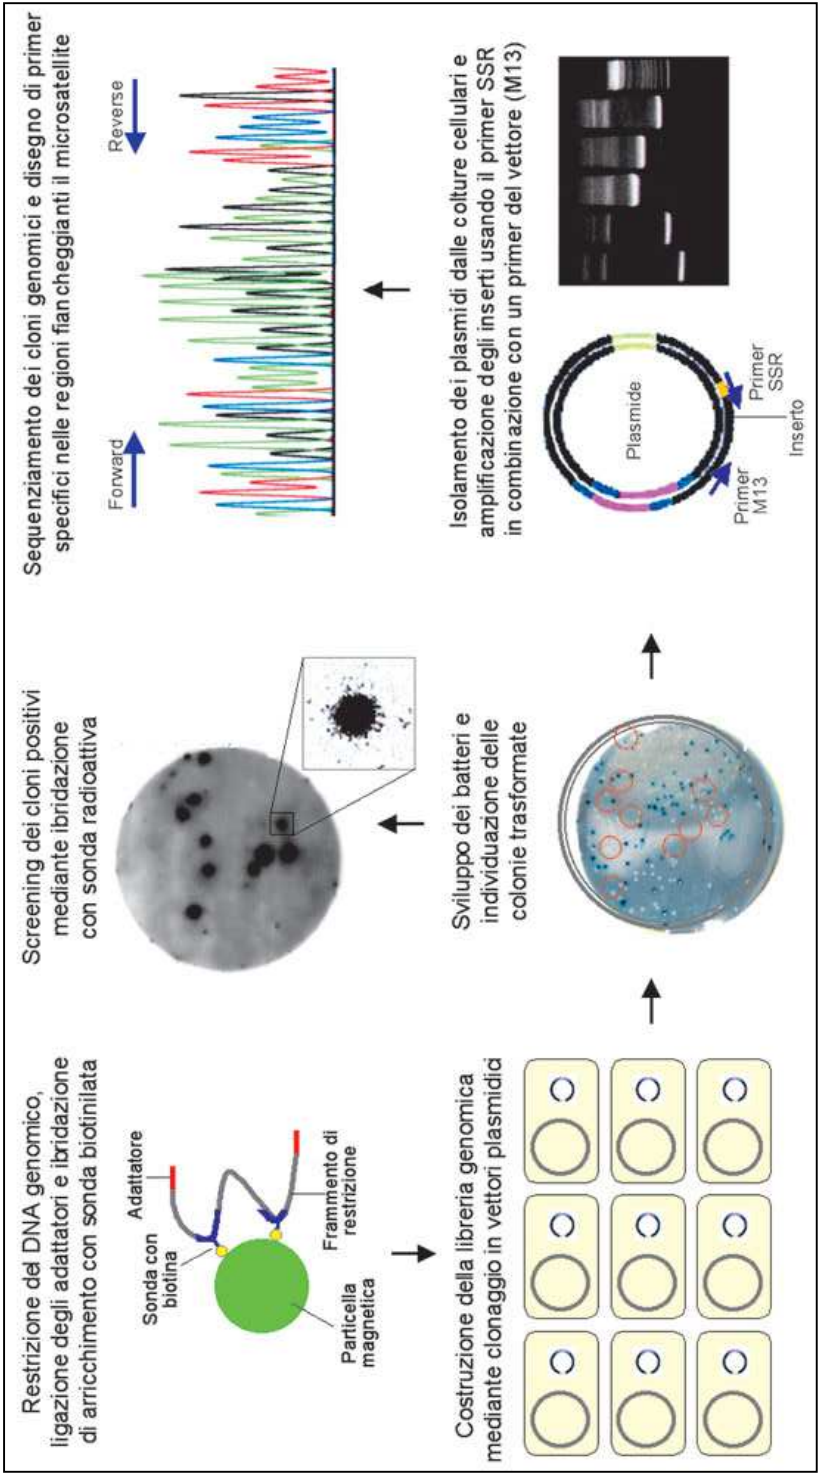 Restrizione del DNA genomico,
ligazione degli adattatori e ibridazione
di arricchimento con sonda biotinilata
Adattatore
Sonda con
biotina
Frammento di
restrizione
Particella
magnetica
Costruzione della libreria genomica
mediante clonaggio in vettori plasmidici
Screening dei cloni positivi
mediante ibridazione
con sonda radioattiva
Sviluppo dei batteri e
individuazione delle
colonie trasformate
Sequenziamento dei cloni genomici e disegno di primer
specifici nelle regioni fiancheggianti il microsatellite
Forward
Reverse
Isolamento dei plasmidi dalle colture cellulari e
amplificazione degli inserti usando il primer SSR
in combinazione con un primer del vettore (M13)
Plasmide
Primer
M13
Primer
SSR
Inserto